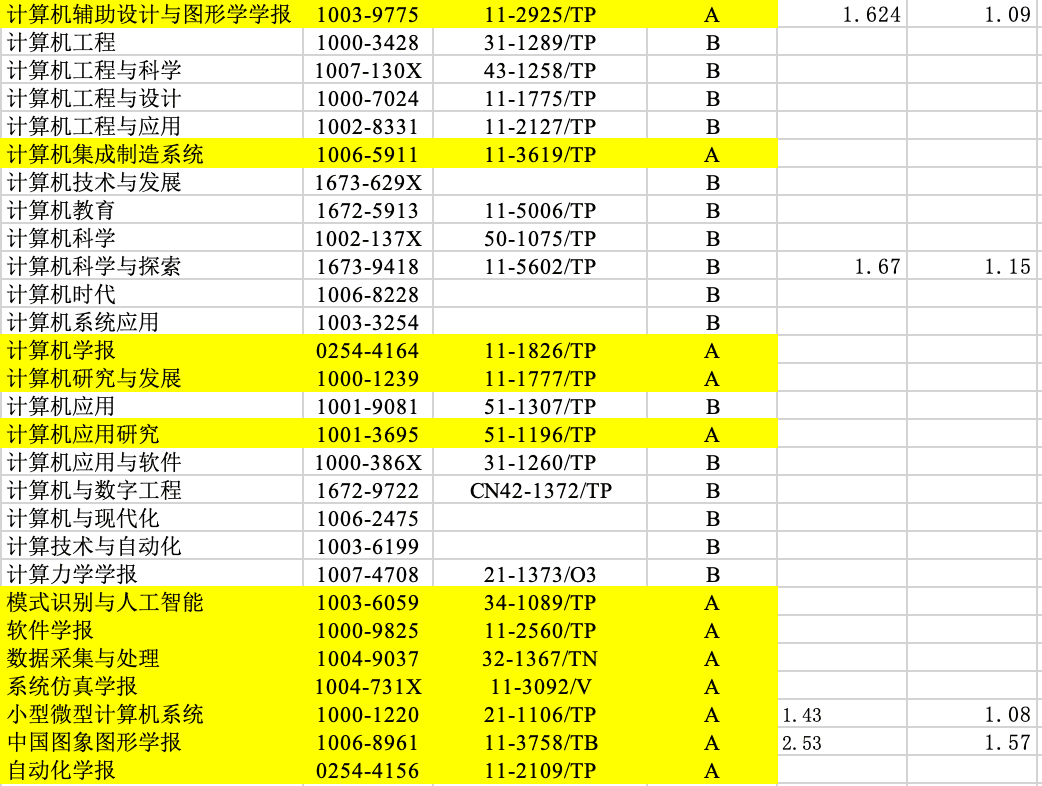 计算机辅助设计与图形学学报 1003-9775 11-2925/TP A 1.624 1.09
计算机工程 1000-3428 31-1289/TP B
计算机工程与科学 1007-130X 43-1258/TP B
计算机工程与设计 1000-7024 11-1775/TP B
计算机工程与应用 1002-8331 11-2127/TP B
计算机集成制造系统 1006-5911 11-3619/TP A
计算机技术与发展 1673-629X B
计算机教育 1672-5913 11-5006/TP B
计算机科学 1002-137X 50-1075/TP B
计算机科学与探索 1673-9418 11-5602/TP B 1.67 1.15
计算机时代 1006-8228 B
计算机系统应用 1003-3254 B
计算机学报 0254-4164 11-1826/TP A
计算机研究与发展 1000-1239 11-1777/TP A
计算机应用 1001-9081 51-1307/TP B
计算机应用研究 1001-3695 51-1196/TP A
计算机应用与软件 1000-386X 31-1260/TP B
计算机与数字工程 1672-9722 CN42-1372/TP B
计算机与现代化 1006-2475 B
计算技术与自动化 1003-6199 B
计算力学学报 1007-4708 21-1373/O3 B
模式识别与人工智能 1003-6059 34-1089/TP A
软件学报 1000-9825 11-2560/TP A
数据采集与处理 1004-9037 32-1367/TN A
系统仿真学报 1004-731X 11-3092/V A
小型微型计算机系统 1000-1220 21-1106/TP A 1.43 1.08
中国图象图形学报 1006-8961 11-3758/TB A 2.53 1.57
自动化学报 0254-4156 11-2109/TP A